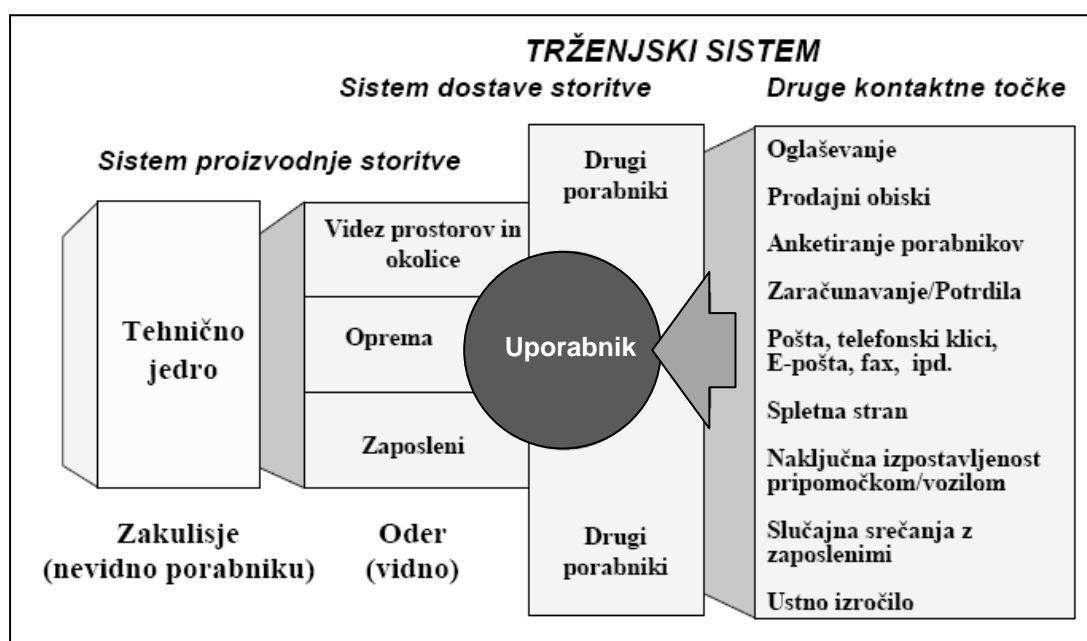 TRŽENJSKI SISTEM
Sistem dostave storitve
Druge kontaktne točke
Sistem proizvodnje storitve
Tehnično
jedro
Zakulisje
(nevidno porabniku)
Videz prostorov in
okolice
Oprema
Zaposleni
Oder
(vidno)
Drugi
porabniki
Uporabnik
Drugi
porabniki
Oglaševanje
Prodajni obiski
Anketiranje porabnikov
Zaračunavanje/Potrdila
Pošta, telefonski klici,
E-pošta, fax, ipd.
Spletna stran
Naključna izpostavljenost
pripomočkom/vozilom
Slučajna srečanja z
zaposlenimi
Ustno izročilo